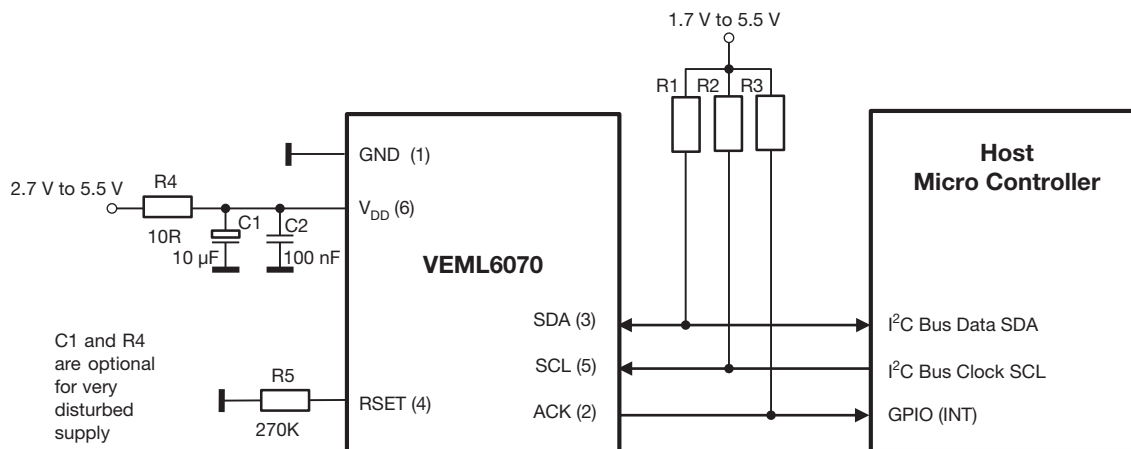 1.7 V to 5.5 V
R1 R2 R3
GND (1)
Host
Micro Controller
2.7 V to 5.5 V
R4
V_DD (6)
C1
C2
10R
10 µF
100 nF
VEML6070
SDA (3)
I²C Bus Data SDA
C1 and R4
are optional
for very
disturbed
supply
SCL (5)
I²C Bus Clock SCL
R5
RSET (4)
270K
ACK (2)
GPIO (INT)